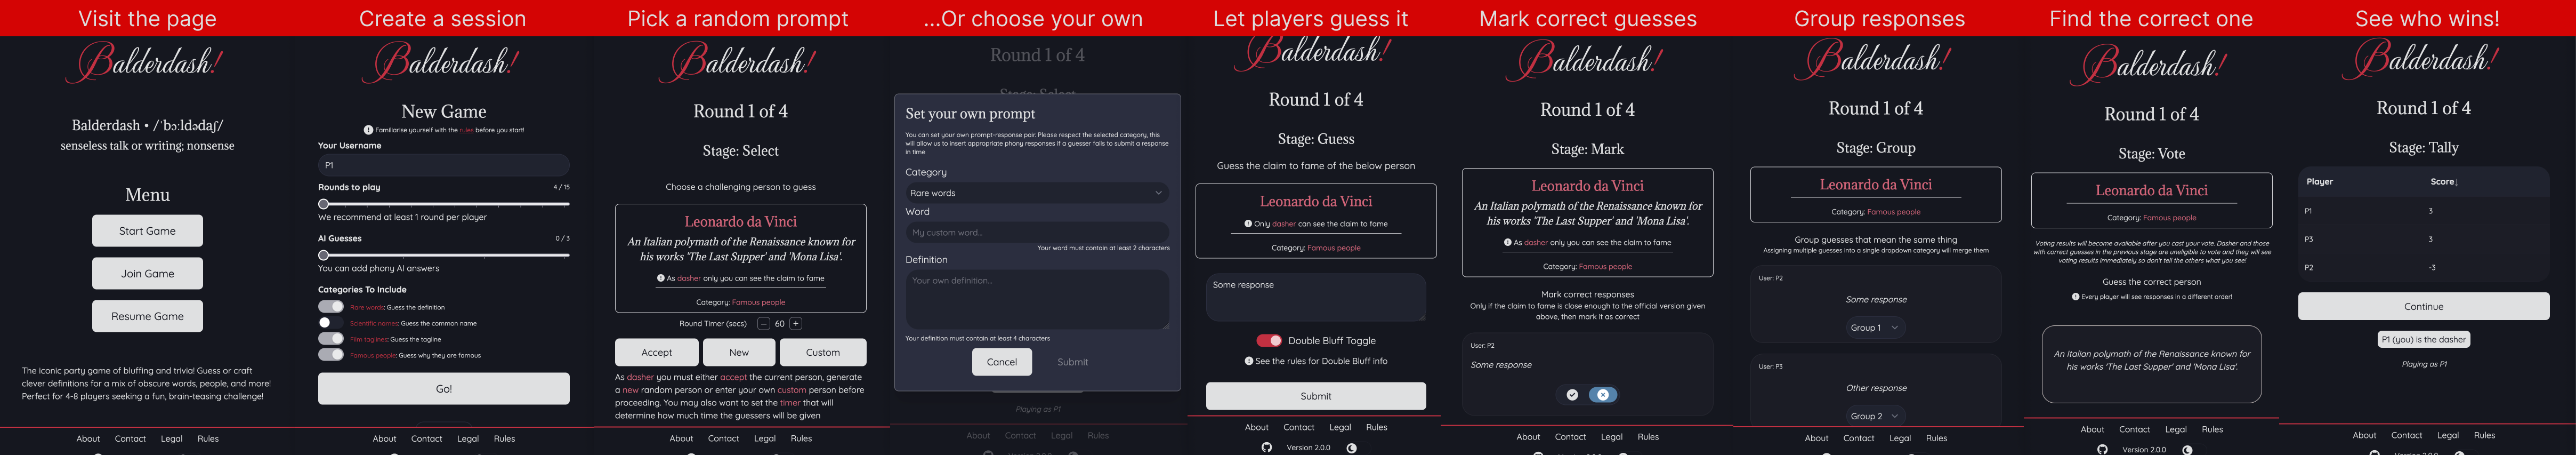 Visit the page
Balderdash!
Balderdash • /ˈbɔːldədaʃ/
senseless talk or writing; nonsense
Menu
Start Game
Join Game
Resume Game
The iconic party game of bluffing and trivia! Guess or craft
clever definitions for a mix of obscure words, people, and more!
Perfect for 4-8 players seeking a fun, brain-teasing challenge!
About Contact Legal Rules
Create a session
Balderdash!
New Game
Familiarise yourself with the rules before you start!
Your Username
P1
Rounds to play 4 / 15
We recommend at least 1 round per player
AI Guesses 0 / 3
You can add phony AI answers
Categories To Include
Rare words: Guess the definition
Scientific names: Guess the common name
Film taglines: Guess the tagline
Famous people: Guess why they are famous
Go!
About Contact Legal Rules
Pick a random prompt
Balderdash!
Round 1 of 4
Stage: Select
Choose a challenging person to guess
Leonardo da Vinci
An Italian polymath of the Renaissance known for
his works 'The Last Supper' and 'Mona Lisa'.
As dasher only you can see the claim to fame
Category: Famous people
Round Timer (secs) – 60 +
Accept New Custom
As dasher you must either accept the current person, generate
a new random person or enter your own custom person before
proceeding. You may also want to set the timer that will
determine how much time the guessers will be given
About Contact Legal Rules
...Or choose your own
Round 1 of 4
Stage: Select
Set your own prompt
You can set your own prompt-response pair. Please respect the selected category, this
will allow us to insert appropriate phony responses if a guesser fails to submit a response
in time
Category
Rare words
Word
My custom word...
Your word must contain at least 2 characters
Definition
Your own definition...
Your definition must contain at least 4 characters
Cancel Submit
Playing as P1
About Contact Legal Rules
Version 2.0.0
Let players guess it
Balderdash!
Round 1 of 4
Stage: Guess
Guess the claim to fame of the below person
Leonardo da Vinci
Only dasher can see the claim to fame
Category: Famous people
Some response
Double Bluff Toggle
See the rules for Double Bluff info
Submit
About Contact Legal Rules
Version 2.0.0
Mark correct guesses
Balderdash!
Round 1 of 4
Stage: Mark
Leonardo da Vinci
An Italian polymath of the Renaissance known for
his works 'The Last Supper' and 'Mona Lisa'.
As dasher only you can see the claim to fame
Category: Famous people
Mark correct responses
Only if the claim to fame is close enough to the official version given
above, then mark it as correct
User: P2
Some response
About Contact Legal Rules
Group responses
Balderdash!
Round 1 of 4
Stage: Group
Leonardo da Vinci
Category: Famous people
Group guesses that mean the same thing
Assigning multiple guesses into a single dropdown category will merge them
User: P2
Some response
Group 1
User: P3
Other response
Group 2
About Contact Legal Rules
Find the correct one
Balderdash!
Round 1 of 4
Stage: Vote
Leonardo da Vinci
Category: Famous people
Voting results will become available after you cast your vote. Dasher and those
with correct guesses in the previous stage are uneligible to vote and they will see
voting results immediately so don't tell the others what you see!
Guess the correct person
Every player will see responses in a different order!
An Italian polymath of the Renaissance known for
his works 'The Last Supper' and 'Mona Lisa'.
About Contact Legal Rules
Version 2.0.0
See who wins!
Balderdash!
Round 1 of 4
Stage: Tally
Player Score↓
P1 3
P3 3
P2 -3
Continue
P1 (you) is the dasher
Playing as P1
About Contact Legal Rules